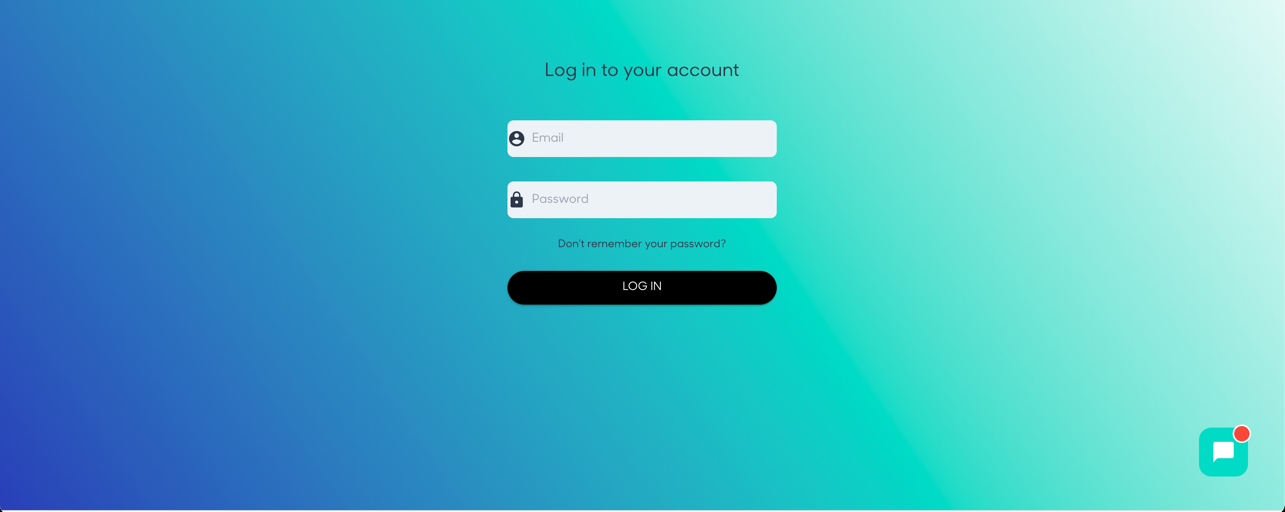 Log in to your account
Email
Password
Don't remember your password?
LOG IN